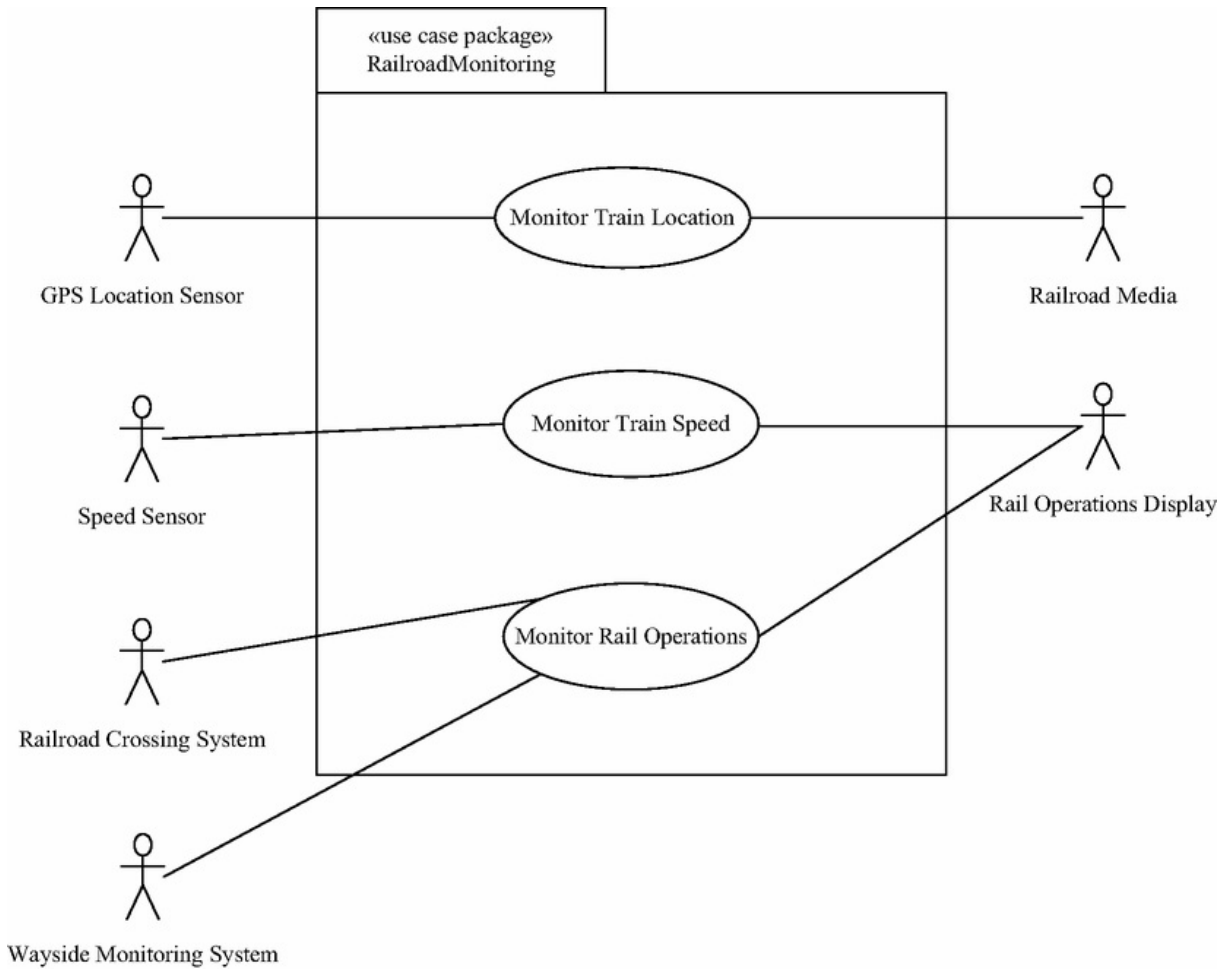 «use case package»
RailroadMonitoring
Monitor Train Location
GPS Location Sensor
Railroad Media
Monitor Train Speed
Speed Sensor
Rail Operations Display
Monitor Rail Operations
Railroad Crossing System
Wayside Monitoring System